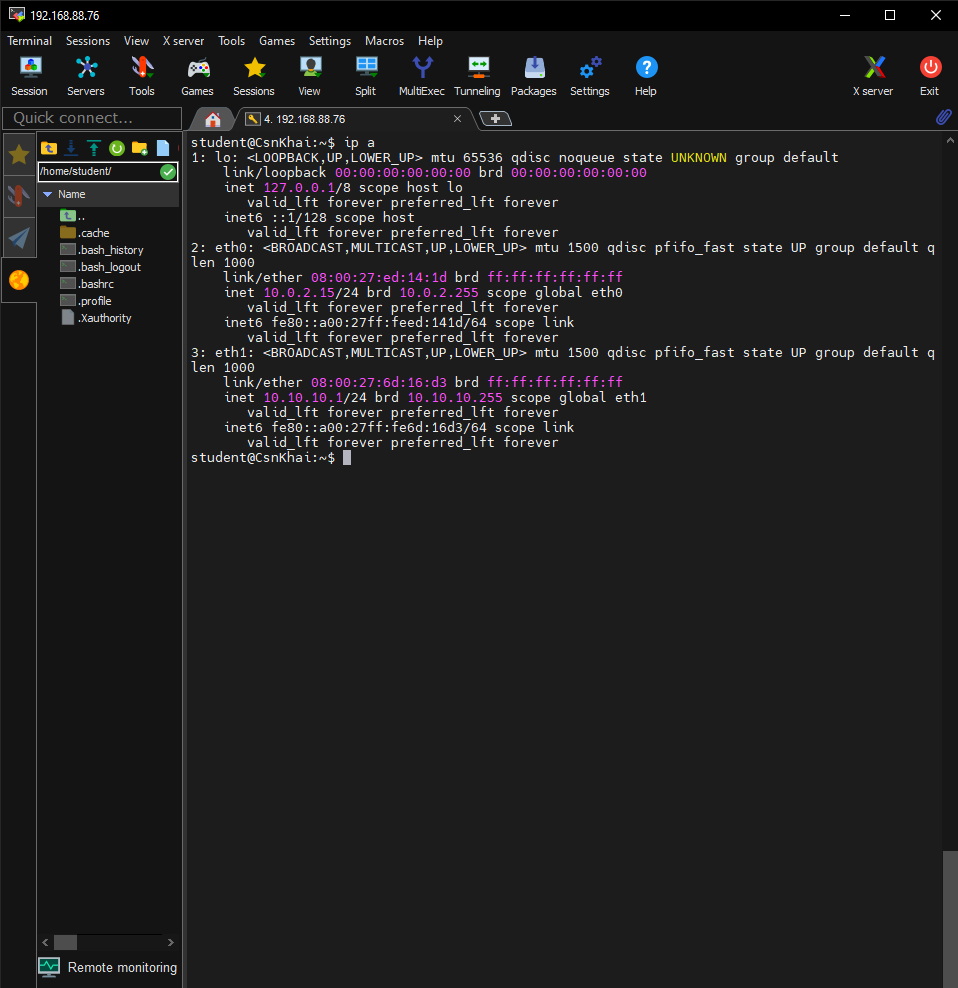 192.168.88.76
Terminal Sessions View X server Tools Games Settings Macros Help
Session Servers Tools Games Sessions View Split MultiExec Tunneling Packages Settings Help X server Exit
Quick connect...
4. 192.168.88.76
/home/student/
Name
..
.cache
.bash_history
.bash_logout
.bashrc
.profile
.Xauthority
Remote monitoring
student@CsnKhai:~$ ip a
1: lo: <LOOPBACK,UP,LOWER_UP> mtu 65536 qdisc noqueue state UNKNOWN group default
    link/loopback 00:00:00:00:00:00 brd 00:00:00:00:00:00
    inet 127.0.0.1/8 scope host lo
       valid_lft forever preferred_lft forever
    inet6 ::1/128 scope host
       valid_lft forever preferred_lft forever
2: eth0: <BROADCAST,MULTICAST,UP,LOWER_UP> mtu 1500 qdisc pfifo_fast state UP group default q
len 1000
    link/ether 08:00:27:ed:14:1d brd ff:ff:ff:ff:ff:ff
    inet 10.0.2.15/24 brd 10.0.2.255 scope global eth0
       valid_lft forever preferred_lft forever
    inet6 fe80::a00:27ff:feed:141d/64 scope link
       valid_lft forever preferred_lft forever
3: eth1: <BROADCAST,MULTICAST,UP,LOWER_UP> mtu 1500 qdisc pfifo_fast state UP group default q
len 1000
    link/ether 08:00:27:6d:16:d3 brd ff:ff:ff:ff:ff:ff
    inet 10.10.10.1/24 brd 10.10.10.255 scope global eth1
       valid_lft forever preferred_lft forever
    inet6 fe80::a00:27ff:fe6d:16d3/64 scope link
       valid_lft forever preferred_lft forever
student@CsnKhai:~$